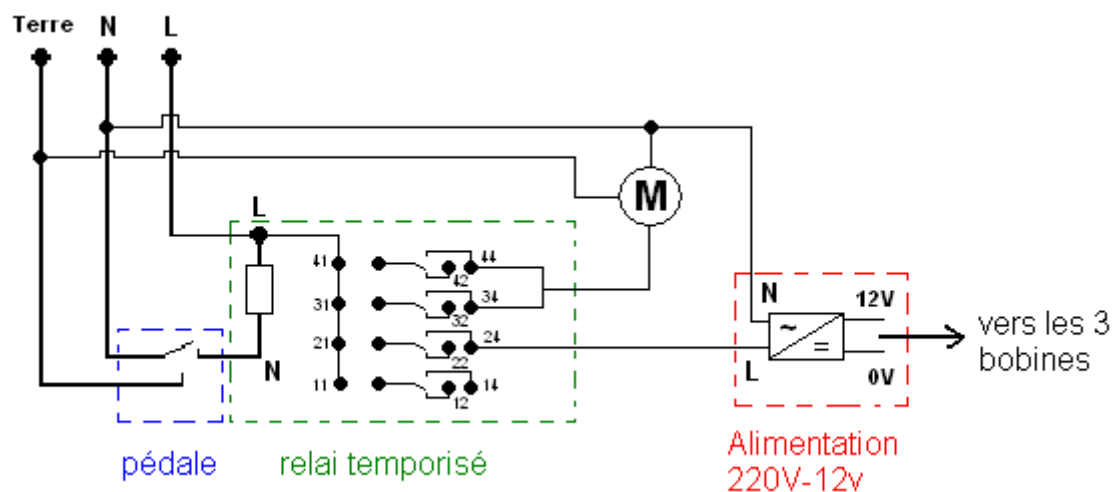 Terre N L
L
M
41 44
42
31 34
32
21 24
22
11 14
12
N
N 12V
L 0V
vers les 3
bobines
pédale
relai temporisé
Alimentation
220V-12v